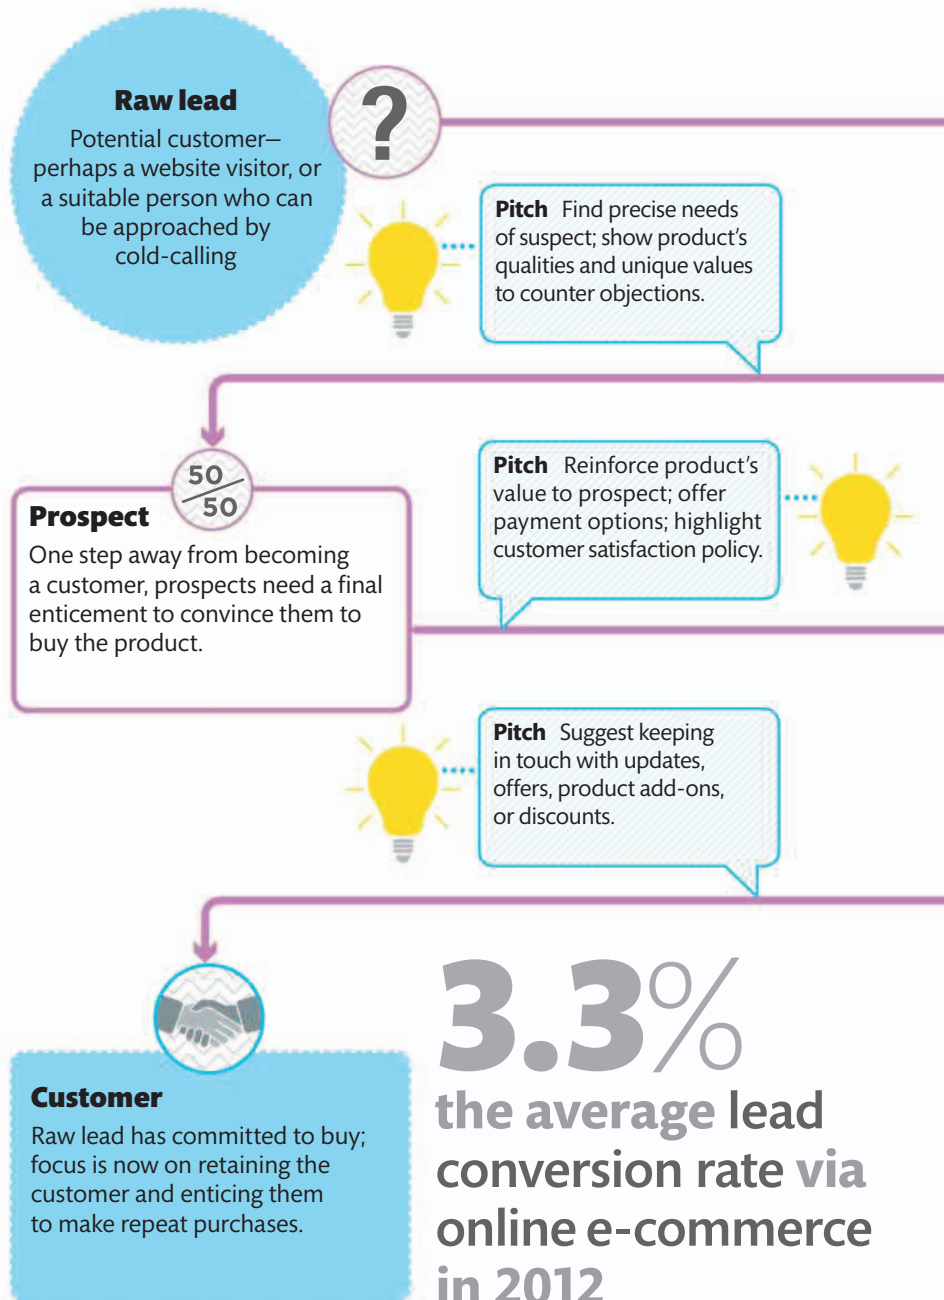 Raw lead
Potential customer—
perhaps a website visitor, or
a suitable person who can
be approached by
cold-calling
?
Pitch Find precise needs
of suspect; show product's
qualities and unique values
to counter objections.
50
50
Prospect
One step away from becoming
a customer, prospects need a final
enticement to convince them to
buy the product.
Pitch Reinforce product's
value to prospect; offer
payment options; highlight
customer satisfaction policy.
Pitch Suggest keeping
in touch with updates,
offers, product add-ons,
or discounts.
Customer
Raw lead has committed to buy;
focus is now on retaining the
customer and enticing them
to make repeat purchases.
3.3%
the average lead
conversion rate via
online e-commerce
in 2012